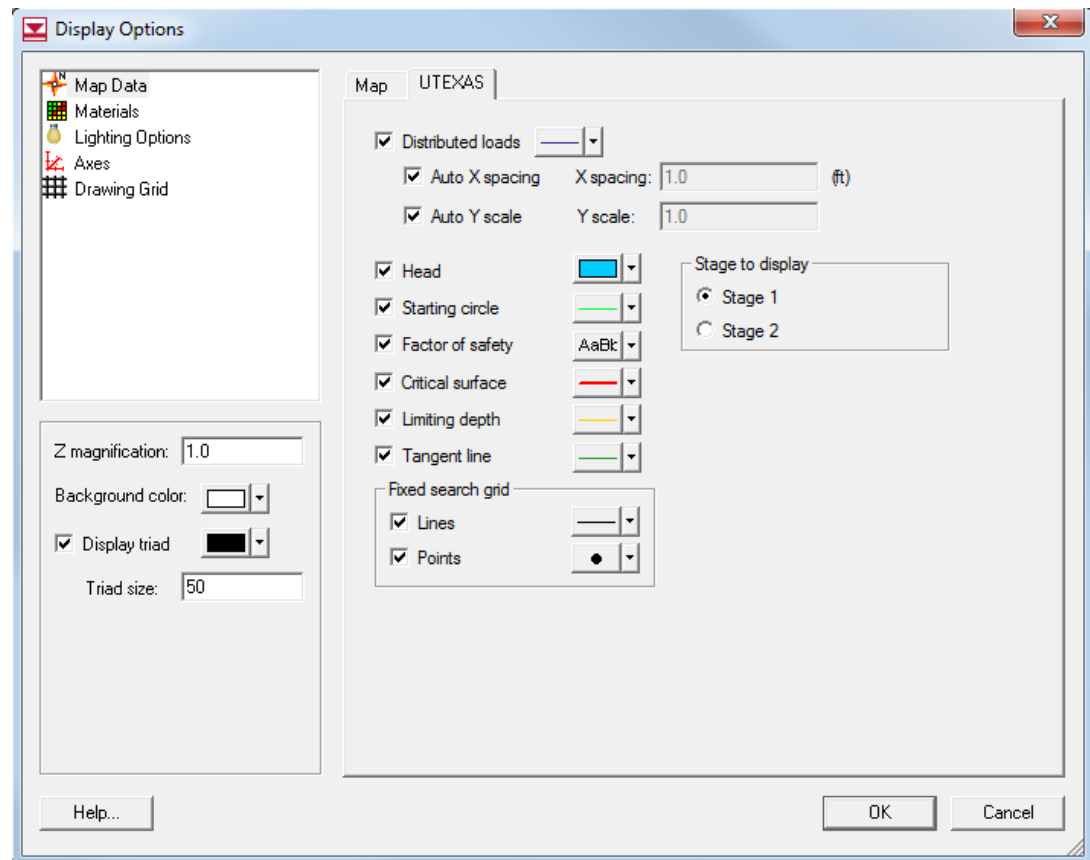 Display Options
Map Data
Materials
Lighting Options
Axes
Drawing Grid
Z magnification: 1.0
Background color:
Display triad
Triad size: 50
Map UTEXAS
Distributed loads
Auto X spacing X spacing: 1.0 (ft)
Auto Y scale Y scale: 1.0
Head
Starting circle
Factor of safety AaBb
Critical surface
Limiting depth
Tangent line
Stage to display
Stage 1
Stage 2
Fixed search grid
Lines
Points
Help... OK Cancel